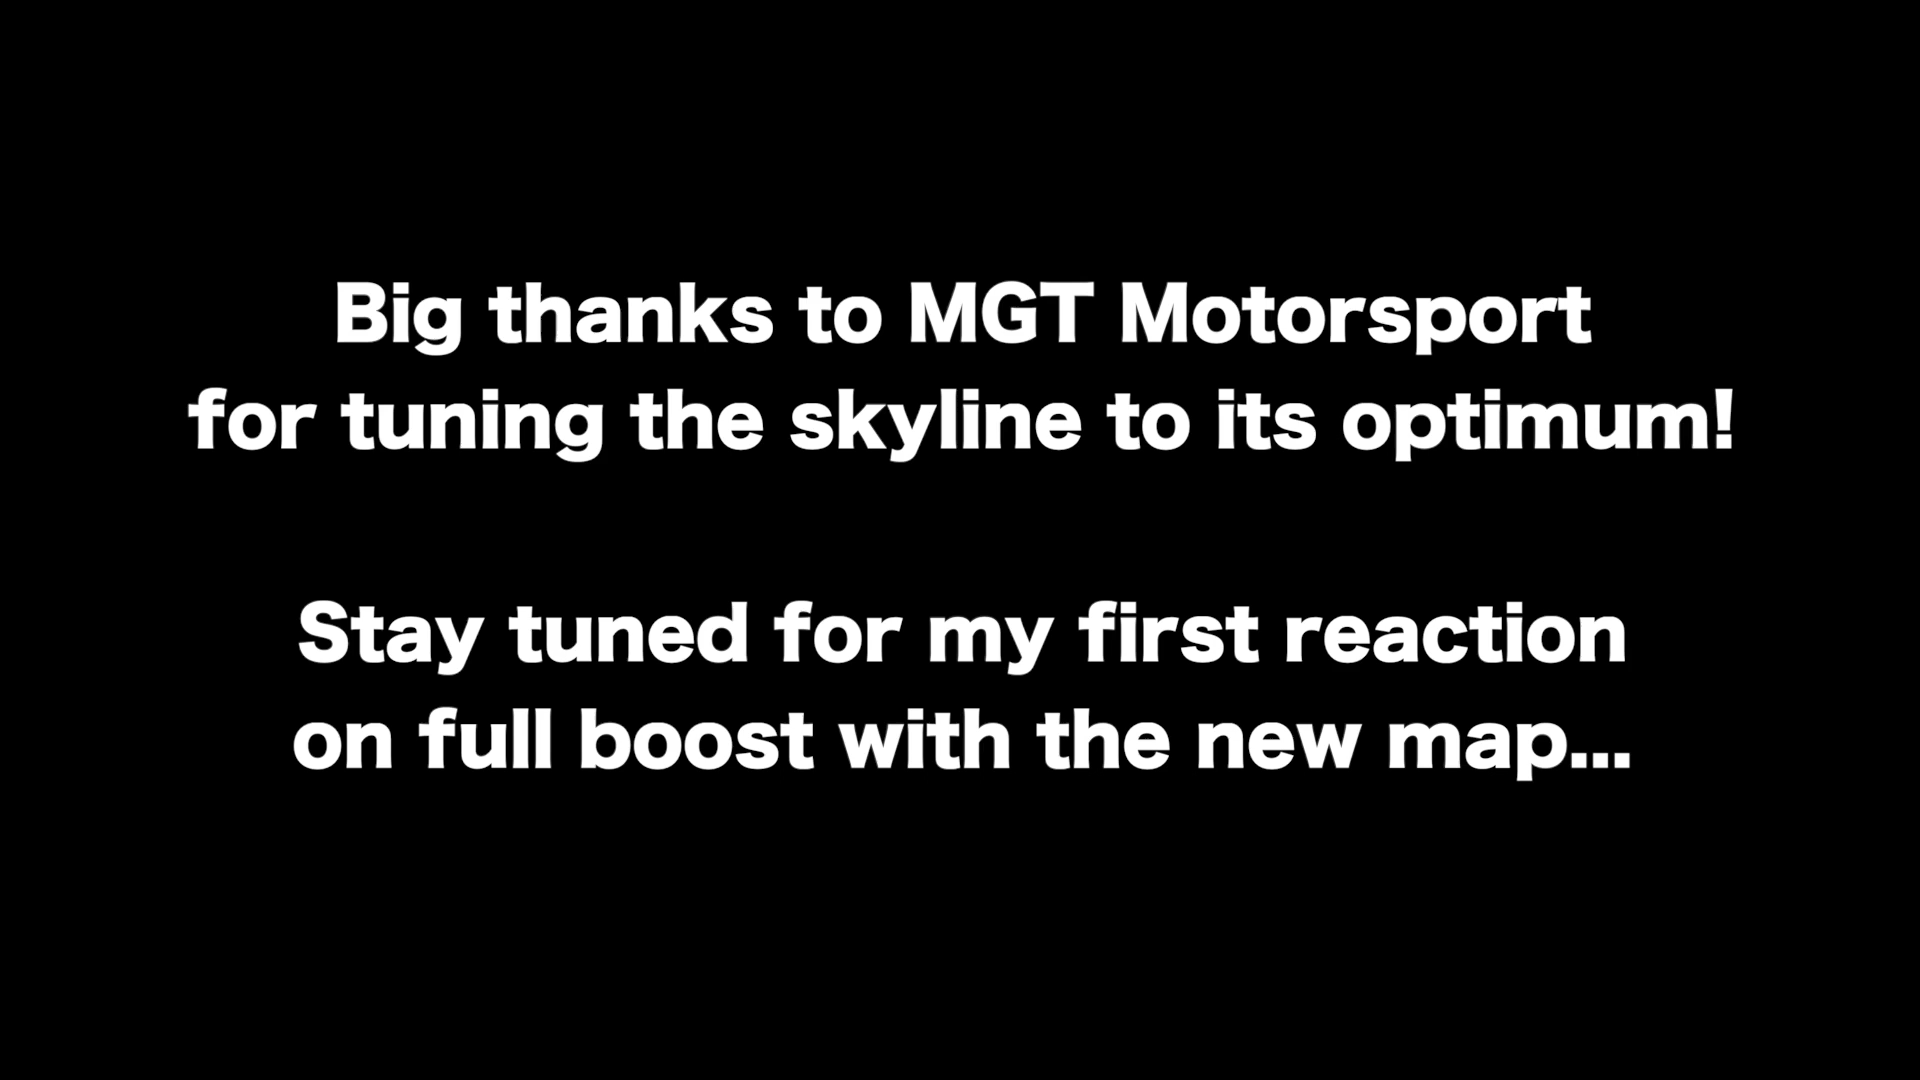 Big thanks to MGT Motorsport
for tuning the skyline to its optimum!
Stay tuned for my first reaction
on full boost with the new map...